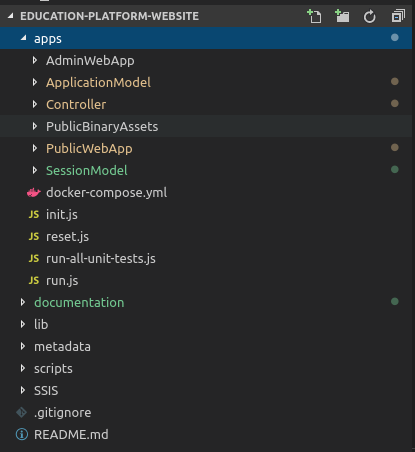 EDUCATION-PLATFORM-WEBSITE
apps
AdminWebApp
ApplicationModel
Controller
PublicBinaryAssets
PublicWebApp
SessionModel
docker-compose.yml
JS init.js
JS reset.js
JS run-all-unit-tests.js
JS run.js
documentation
lib
metadata
scripts
SSIS
.gitignore
README.md